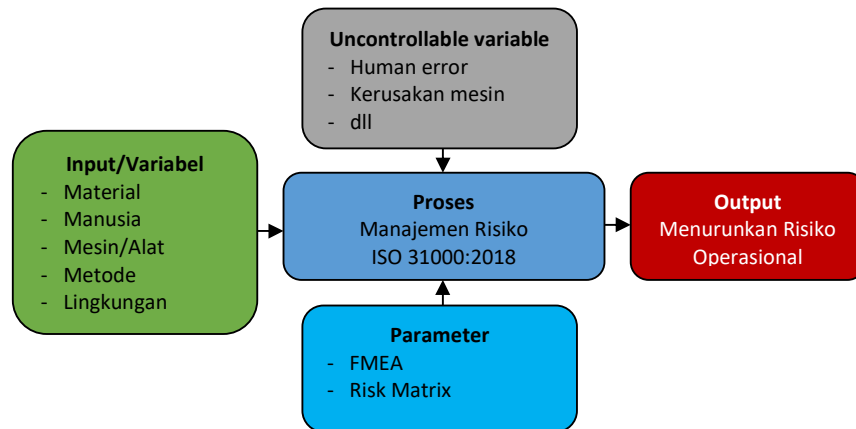 Uncontrollable variable
- Human error
- Kerusakan mesin
- dll
Input/Variabel
- Material
- Manusia
- Mesin/Alat
- Metode
- Lingkungan
Proses
Manajemen Risiko
ISO 31000:2018
Output
Menurunkan Risiko
Operasional
Parameter
- FMEA
- Risk Matrix